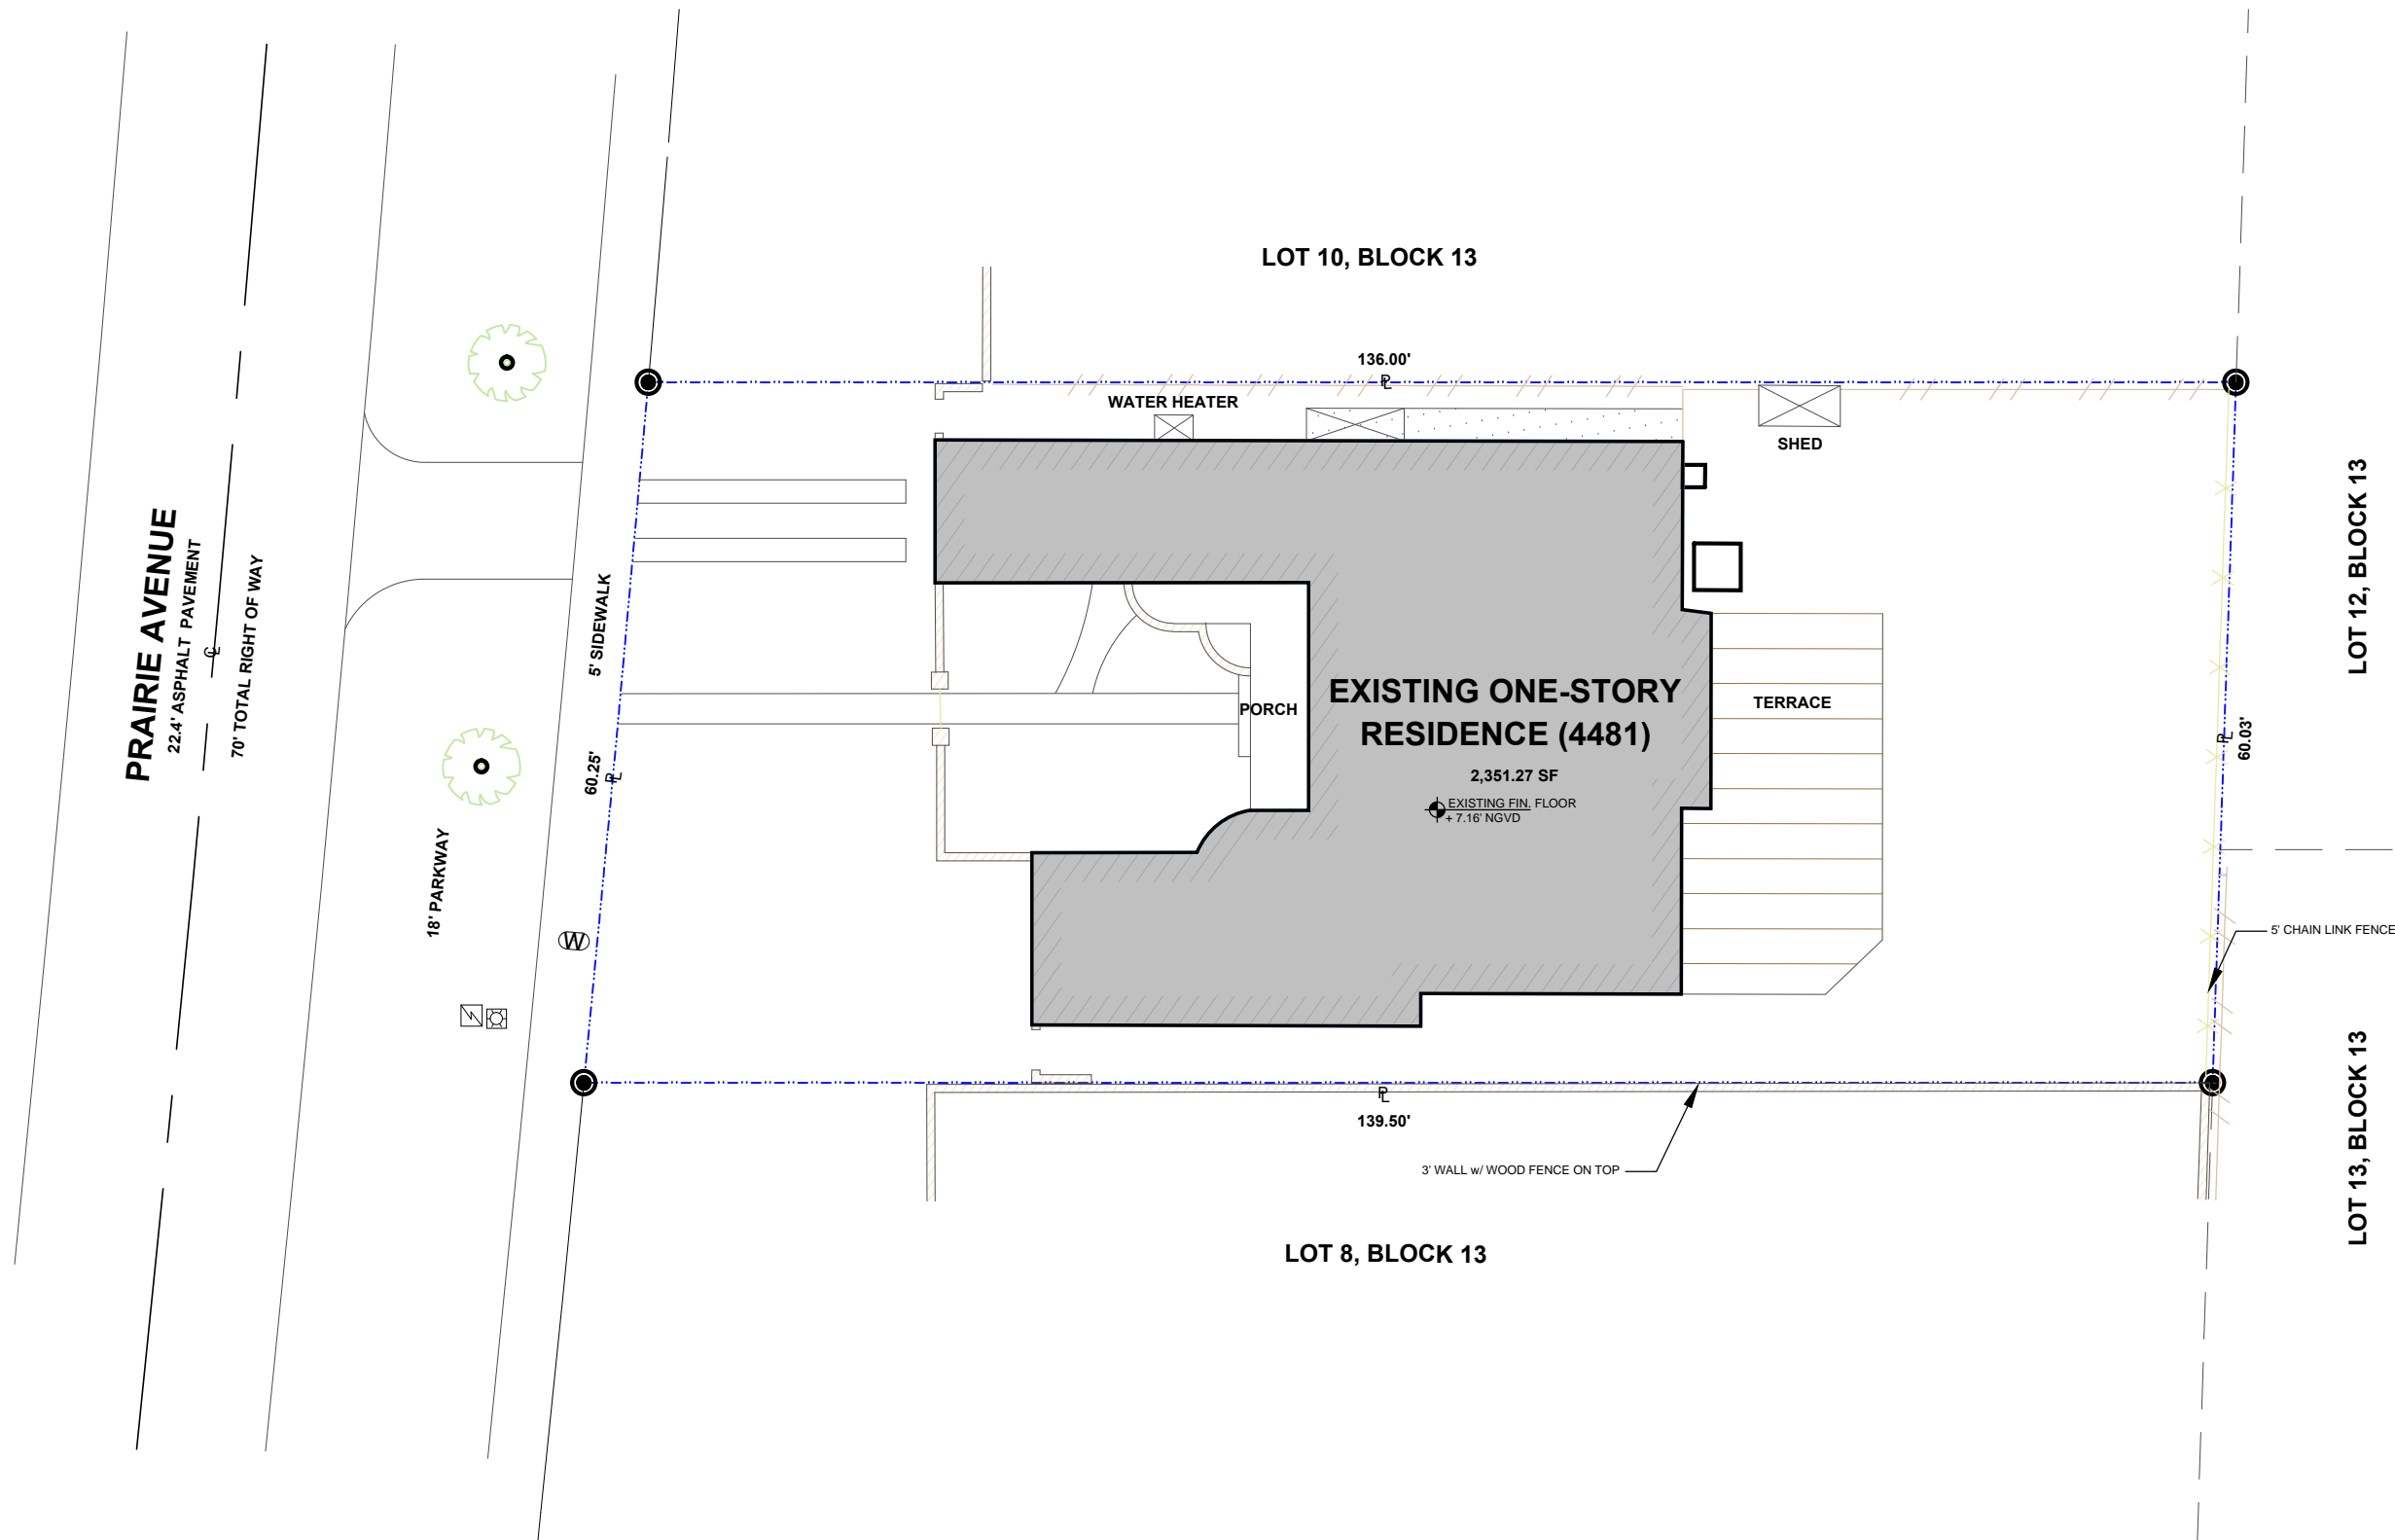 LOT 10, BLOCK 13
136.00'
PL
WATER HEATER
SHED
PRAIRIE AVENUE
22.4' ASPHALT PAVEMENT
CL
70' TOTAL RIGHT OF WAY
5' SIDEWALK
60.25'
PL
18' PARKWAY
W
PORCH
EXISTING ONE-STORY
RESIDENCE (4481)
2,351.27 SF
EXISTING FIN. FLOOR
+ 7.16' NGVD
TERRACE
LOT 12, BLOCK 13
PL
60.03'
5' CHAIN LINK FENCE
LOT 13, BLOCK 13
PL
139.50'
3' WALL w/ WOOD FENCE ON TOP
LOT 8, BLOCK 13